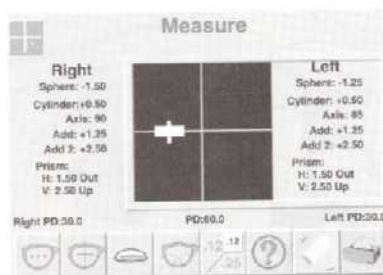 Measure
Right
Sphere: -1.50
Cylinder: +0.50
Axis: 90
Add: +1.25
Add 2: +2.50
Prism:
H: 1.50 Out
V: 2.50 Up
Left
Sphere: -1.25
Cylinder: +0.50
Axis: 85
Add: +1.25
Add 2: +2.50
Prism:
H: 1.50 Out
V: 2.50 Up
Right PD:30.0
PD:60.0
Left PD:30.0
.12 .12
.25
?